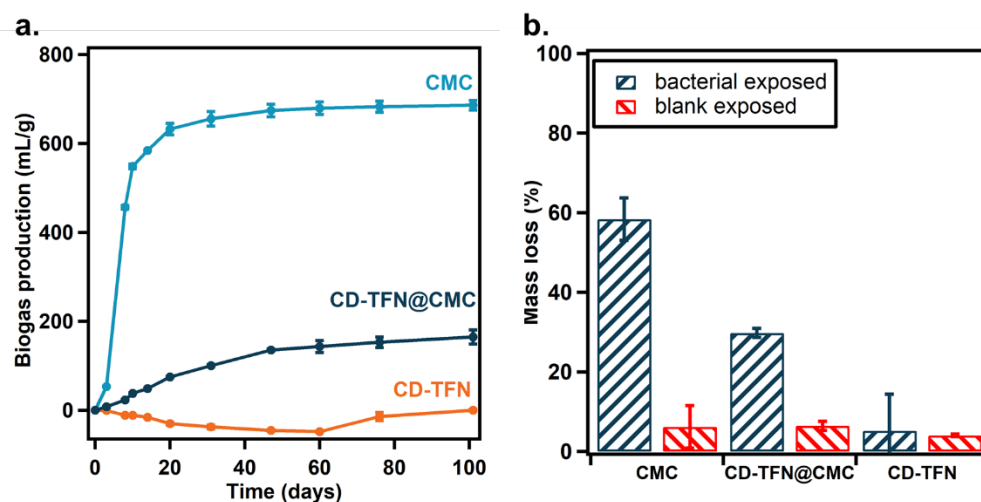 a.
800
600
400
200
0
Biogas production (mL/g)
CMC
CD-TFN@CMC
CD-TFN
0
20
40
60
80
100
Time (days)
b.
100
80
60
40
20
0
Mass loss (%)
bacterial exposed
blank exposed
CMC
CD-TFN@CMC
CD-TFN